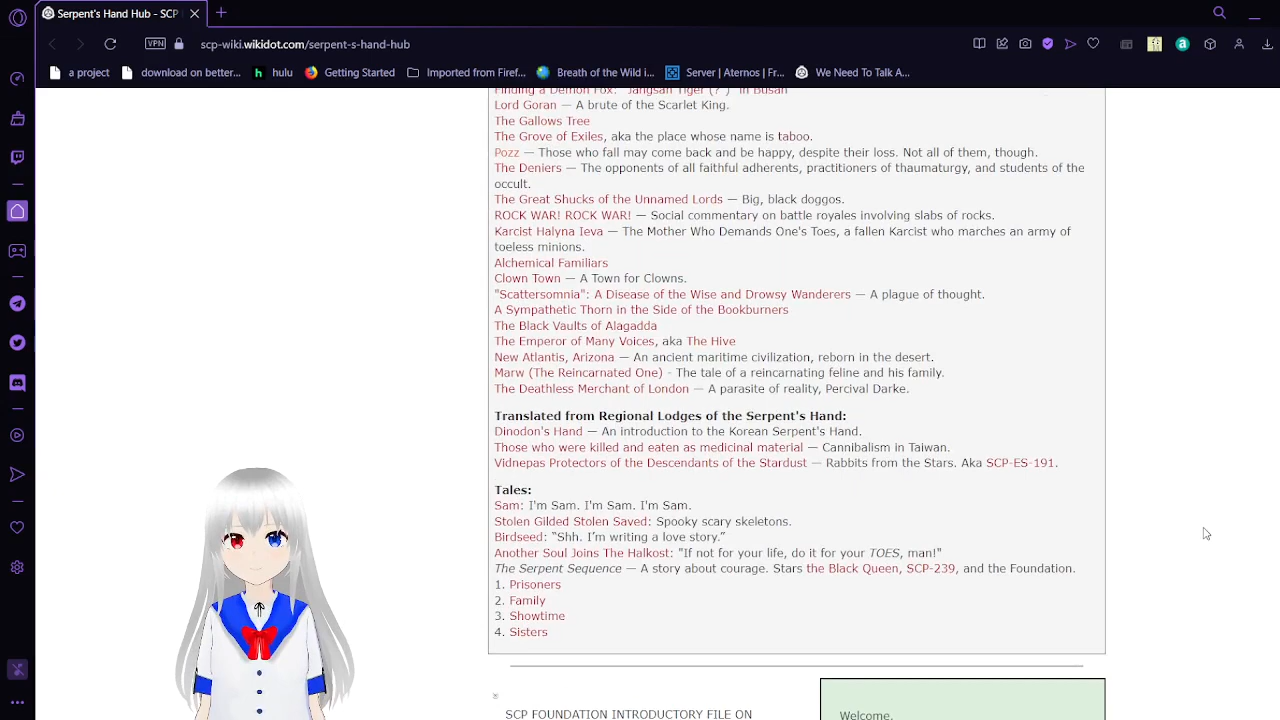 Serpent's Hand Hub - SCP
VPN
scp-wiki.wikidot.com/serpent-s-hand-hub
a project
download on better...
hulu
Getting Started
Imported from Firef...
Breath of the Wild i...
Server | Aternos | Fr...
We Need To Talk A...
Finding a Demon Fox: "Jangsan Tiger (?)" in Busan
Lord Goran — A brute of the Scarlet King.
The Gallows Tree
The Grove of Exiles, aka the place whose name is taboo.
Pozz — Those who fall may come back and be happy, despite their loss. Not all of them, though.
The Deniers — The opponents of all faithful adherents, practitioners of thaumaturgy, and students of the
occult.
The Great Shucks of the Unnamed Lords — Big, black doggos.
ROCK WAR! ROCK WAR! — Social commentary on battle royales involving slabs of rocks.
Karcist Halyna Ieva — The Mother Who Demands One's Toes, a fallen Karcist who marches an army of
toeless minions.
Alchemical Familiars
Clown Town — A Town for Clowns.
"Scattersomnia": A Disease of the Wise and Drowsy Wanderers — A plague of thought.
A Sympathetic Thorn in the Side of the Bookburners
The Black Vaults of Alagadda
The Emperor of Many Voices, aka The Hive
New Atlantis, Arizona — An ancient maritime civilization, reborn in the desert.
Marw (The Reincarnated One) - The tale of a reincarnating feline and his family.
The Deathless Merchant of London — A parasite of reality, Percival Darke.
Translated from Regional Lodges of the Serpent's Hand:
Dinodon's Hand — An introduction to the Korean Serpent's Hand.
Those who were killed and eaten as medicinal material — Cannibalism in Taiwan.
Vidnepas Protectors of the Descendants of the Stardust — Rabbits from the Stars. Aka SCP-ES-191.
Tales:
Sam: I'm Sam. I'm Sam. I'm Sam.
Stolen Gilded Stolen Saved: Spooky scary skeletons.
Birdseed: “Shh. I’m writing a love story.”
Another Soul Joins The Halkost: "If not for your life, do it for your TOES, man!"
The Serpent Sequence — A story about courage. Stars the Black Queen, SCP-239, and the Foundation.
1. Prisoners
2. Family
3. Showtime
4. Sisters
SCP FOUNDATION INTRODUCTORY FILE ON
Welcome.